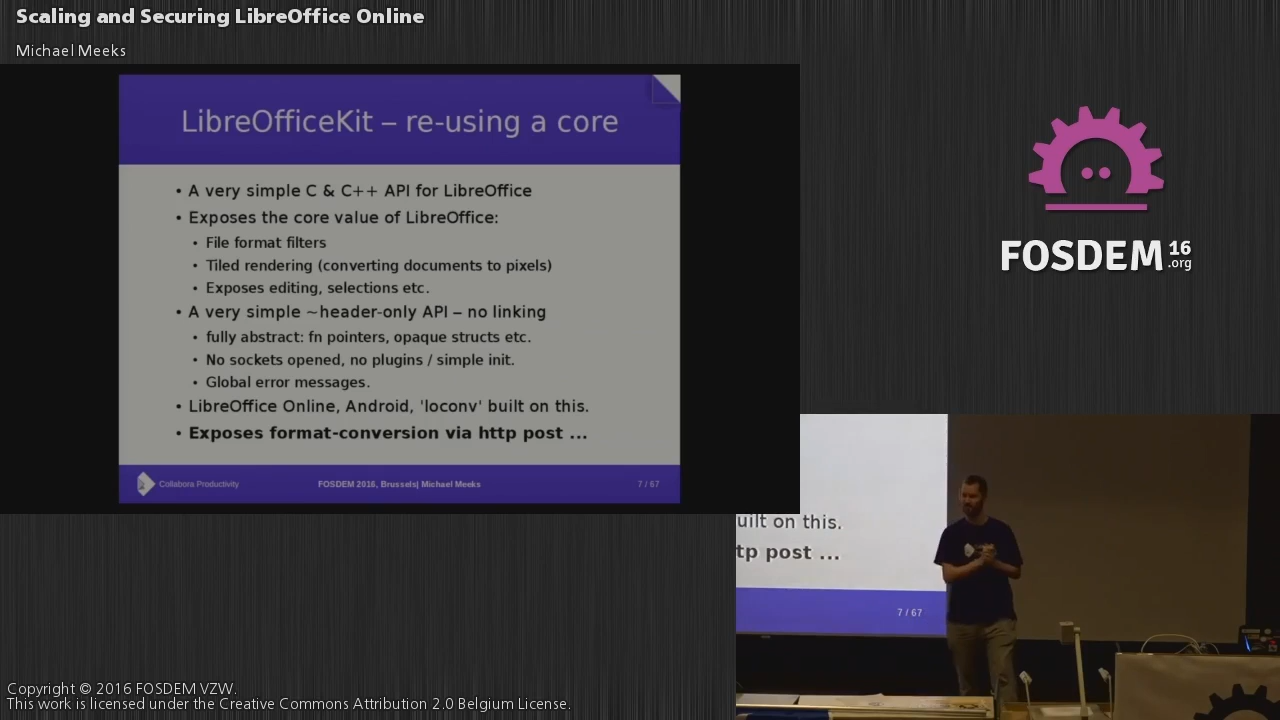 Scaling and Securing LibreOffice Online
Michael Meeks
LibreOfficeKit – re-using a core
• A very simple C & C++ API for LibreOffice
• Exposes the core value of LibreOffice:
• File format filters
• Tiled rendering (converting documents to pixels)
• Exposes editing, selections etc.
• A very simple ~header-only API – no linking
• fully abstract: fn pointers, opaque structs etc.
• No sockets opened, no plugins / simple init.
• Global error messages.
• LibreOffice Online, Android, 'loconv' built on this.
• Exposes format-conversion via http post ...
Collabora Productivity
FOSDEM 2016, Brussels| Michael Meeks
7 / 67
FOSDEM 16
.org
uilt on this.
tp post ...
7 / 67
Copyright © 2016 FOSDEM VZW.
This work is licensed under the Creative Commons Attribution 2.0 Belgium License.